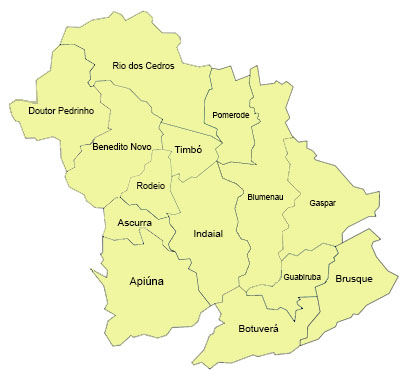 Rio dos Cedros
Doutor Pedrinho
Pomerode
Benedito Novo
Timbó
Rodeio
Blumenau
Gaspar
Ascurra
Indaial
Apiúna
Guabiruba
Brusque
Botuverá